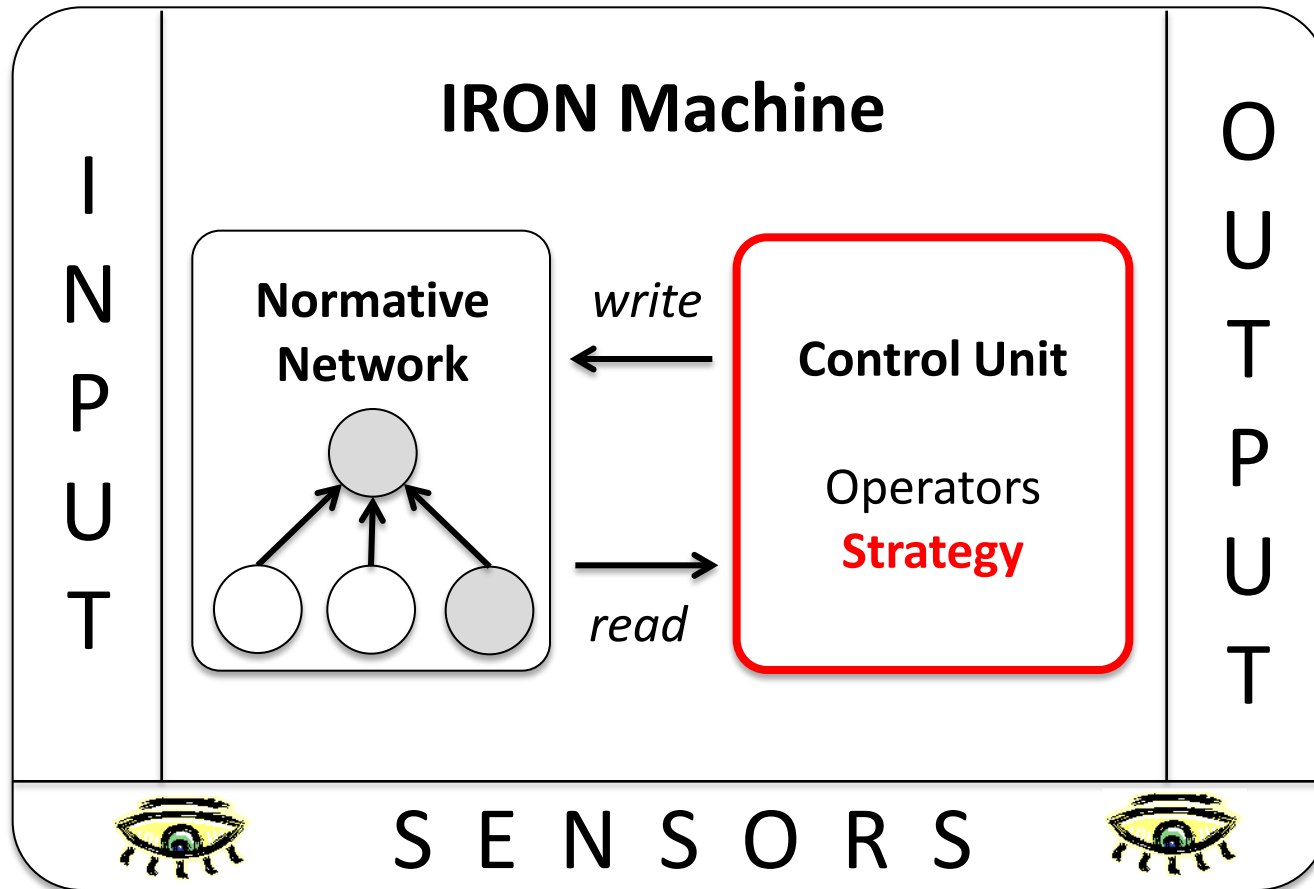 IRON Machine
INPUT
Normative
Network
write
read
Control Unit
Operators
Strategy
OUTPUT
SENSORS